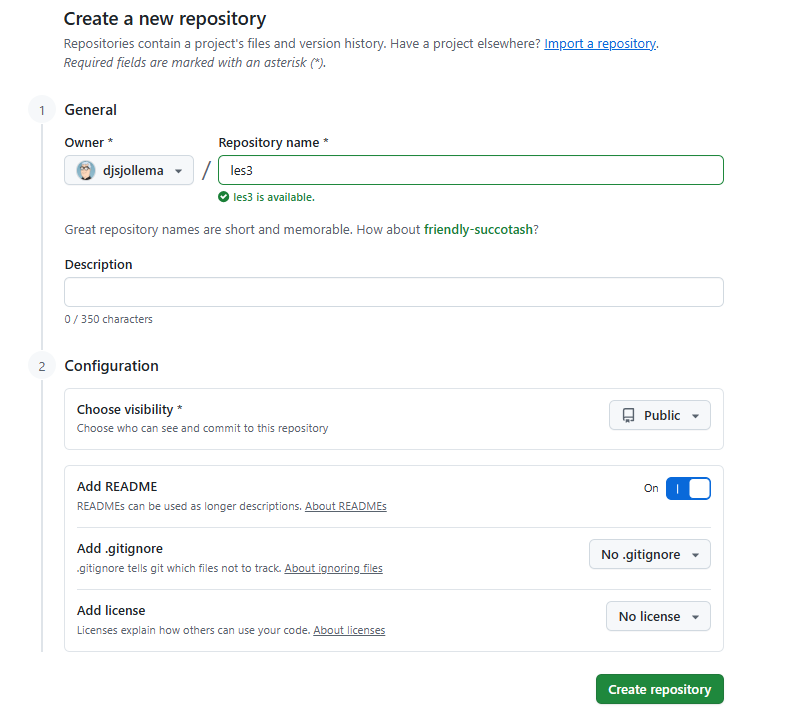 Create a new repository
Repositories contain a project's files and version history. Have a project elsewhere? Import a repository.
Required fields are marked with an asterisk (*).
1 General
Owner * Repository name *
djsjollema / les3
les3 is available.
Great repository names are short and memorable. How about friendly-succotash?
Description
0 / 350 characters
2 Configuration
Choose visibility * Public
Choose who can see and commit to this repository
Add README On
READMEs can be used as longer descriptions. About READMEs
Add .gitignore No .gitignore
.gitignore tells git which files not to track. About ignoring files
Add license No license
Licenses explain how others can use your code. About licenses
Create repository